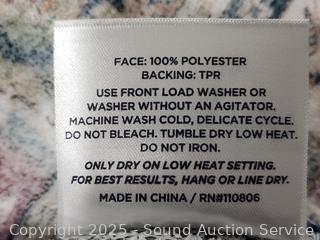 FACE: 100% POLYESTER
BACKING: TPR
USE FRONT LOAD WASHER OR
WASHER WITHOUT AN AGITATOR.
MACHINE WASH COLD, DELICATE CYCLE.
DO NOT BLEACH. TUMBLE DRY LOW HEAT.
DO NOT IRON.
ONLY DRY ON LOW HEAT SETTING.
FOR BEST RESULTS, HANG OR LINE DRY.
MADE IN CHINA / RN#110806
Copyright 2025 - Sound Auction Service